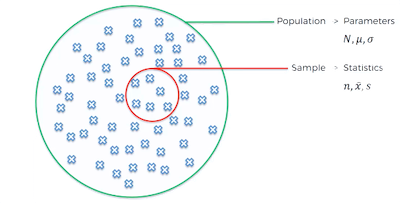 Population > Parameters
N, μ, σ
Sample > Statistics
n, x̄, s